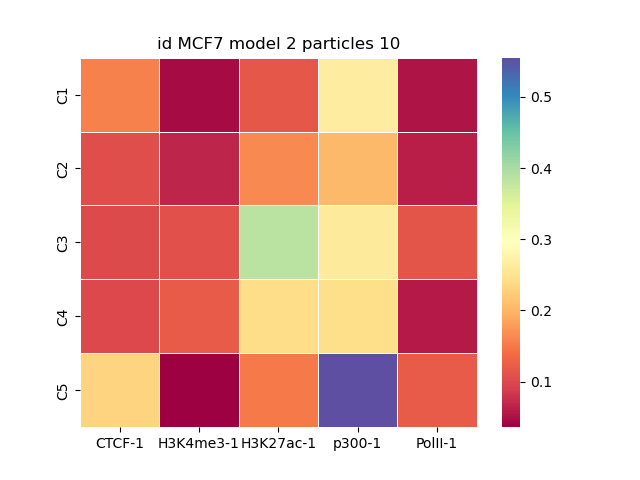 id MCF7 model 2 particles 10
C1
C2
C3
C4
C5
CTCF-1 H3K4me3-1 H3K27ac-1 p300-1 PolII-1
0.5
0.4
0.3
0.2
0.1